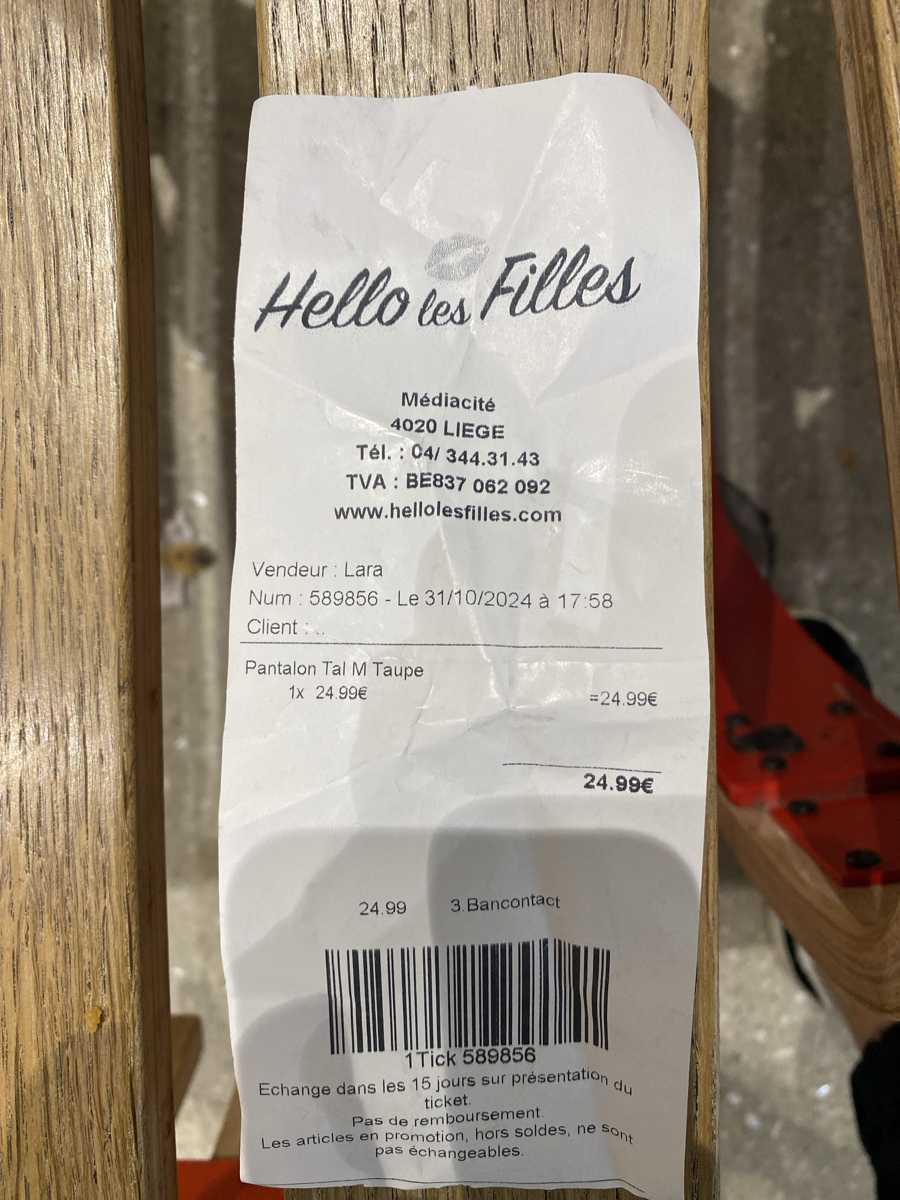 Hello les Filles
Médiacité
4020 LIEGE
Tél. : 04/ 344.31.43
TVA : BE837 062 092
www.hellolesfilles.com
Vendeur : Lara
Num : 589856 - Le 31/10/2024 à 17:58
Client : ..
Pantalon Tal M Taupe
1x 24.99€ =24.99€
24.99€
24.99 3.Bancontact
1Tick 589856
Echange dans les 15 jours sur présentation du
ticket.
Pas de remboursement.
Les articles en promotion, hors soldes, ne sont
pas échangeables.